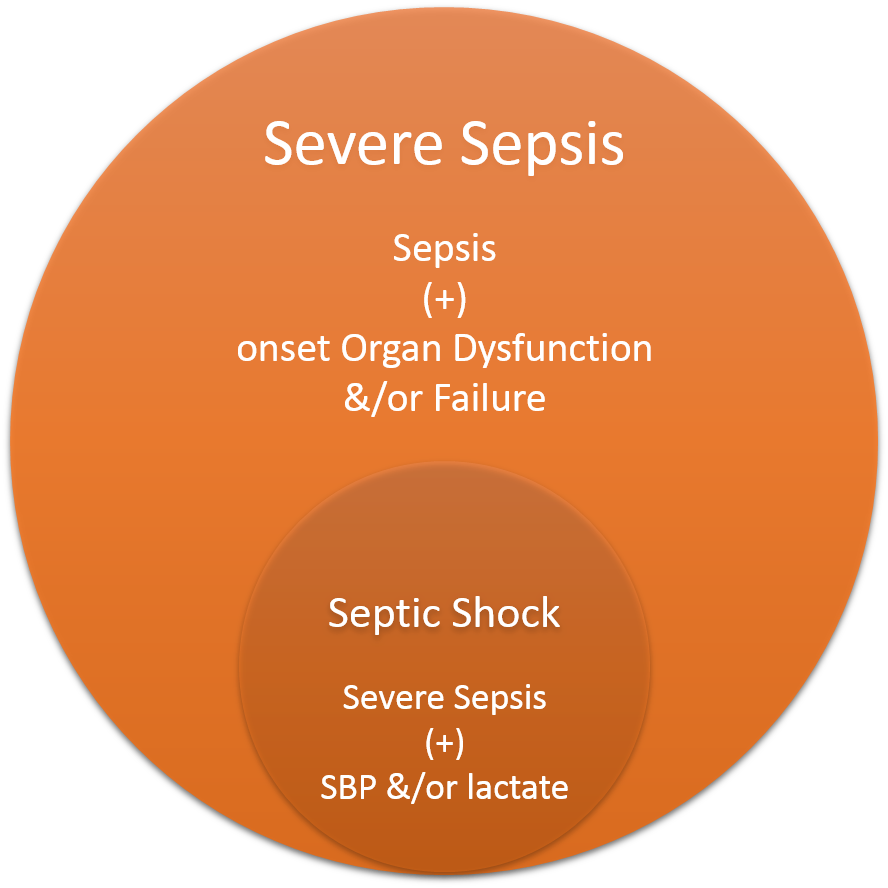 Severe Sepsis
Sepsis
(+)
onset Organ Dysfunction
&/or Failure
Septic Shock
Severe Sepsis
(+)
SBP &/or lactate